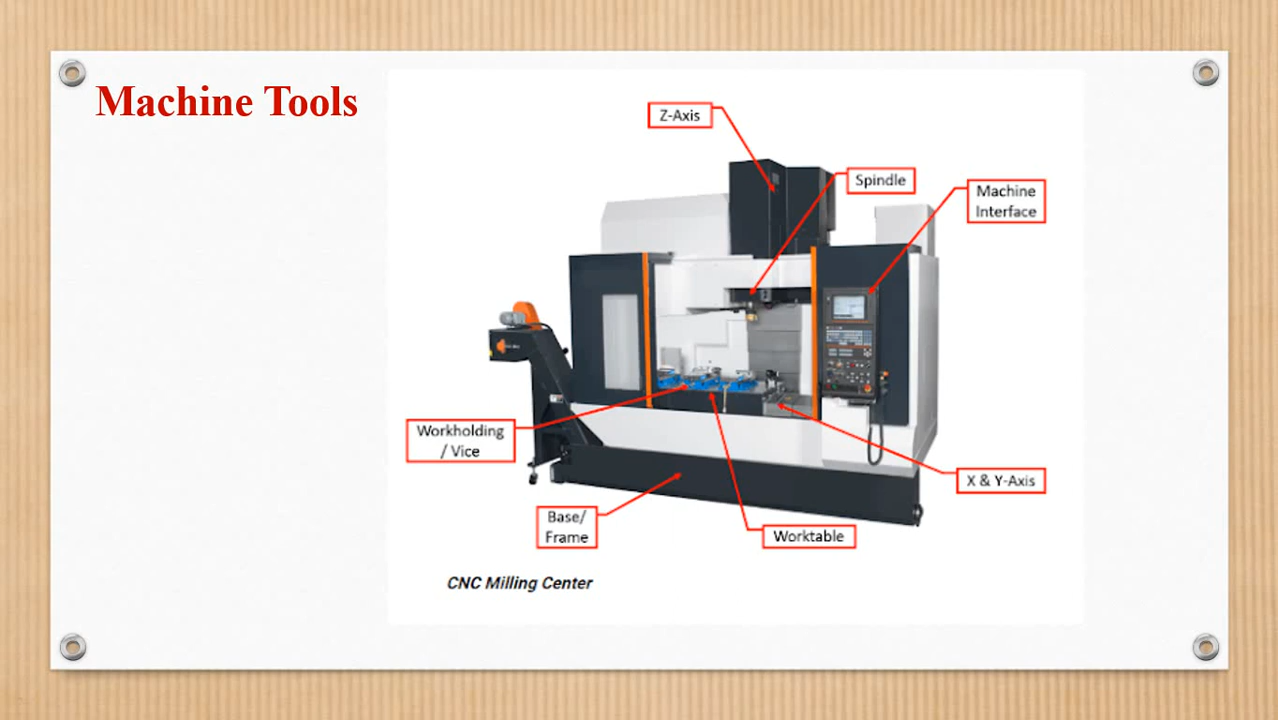 Machine Tools
Z-Axis
Spindle
Machine
Interface
Workholding
/ Vice
X & Y-Axis
Base/
Frame
Worktable
CNC Milling Center